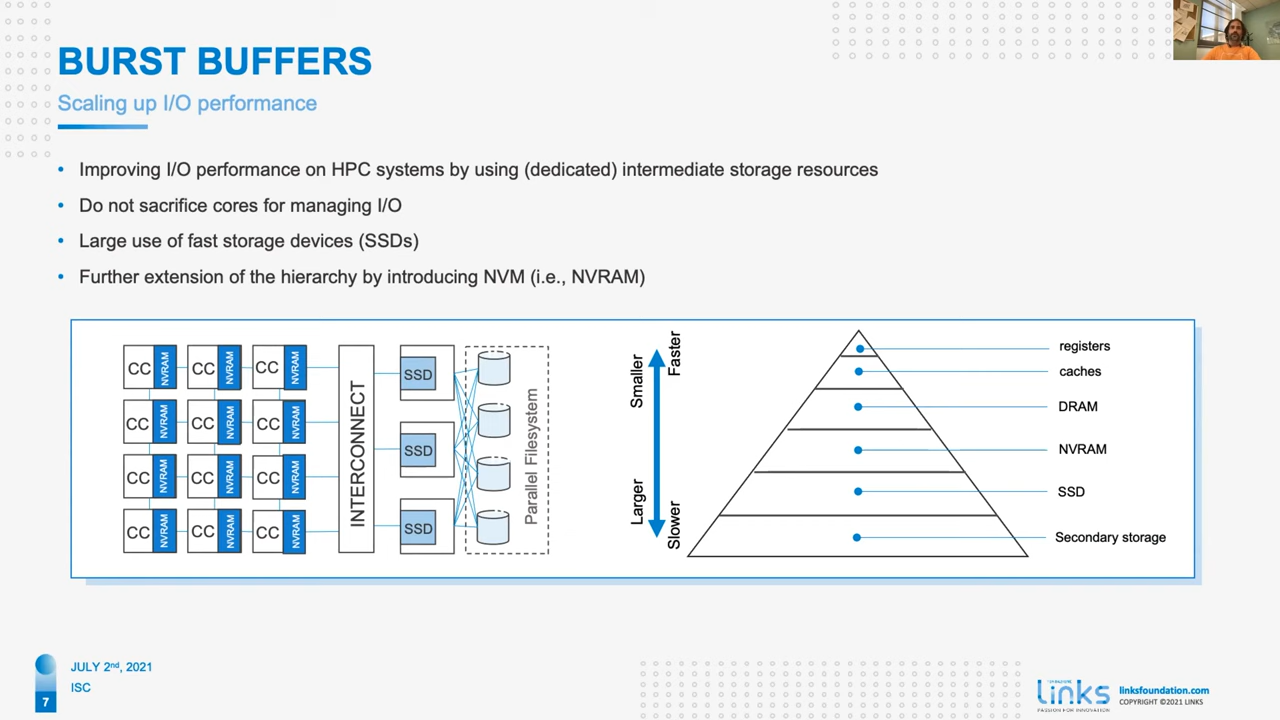 BURST BUFFERS
Scaling up I/O performance
• Improving I/O performance on HPC systems by using (dedicated) intermediate storage resources
• Do not sacrifice cores for managing I/O
• Large use of fast storage devices (SSDs)
• Further extension of the hierarchy by introducing NVM (i.e., NVRAM)
CC NVRAM CC NVRAM CC NVRAM
CC NVRAM CC NVRAM CC NVRAM
CC NVRAM CC NVRAM CC NVRAM
CC NVRAM CC NVRAM CC NVRAM
INTERCONNECT
SSD
SSD
SSD
Parallel Filesystem
Smaller
Faster
Larger
Slower
registers
caches
DRAM
NVRAM
SSD
Secondary storage
JULY 2nd, 2021
ISC
7
FONDAZIONE
LINKS
PASSION FOR INNOVATION
linksfoundation.com
COPYRIGHT ©2021 LINKS